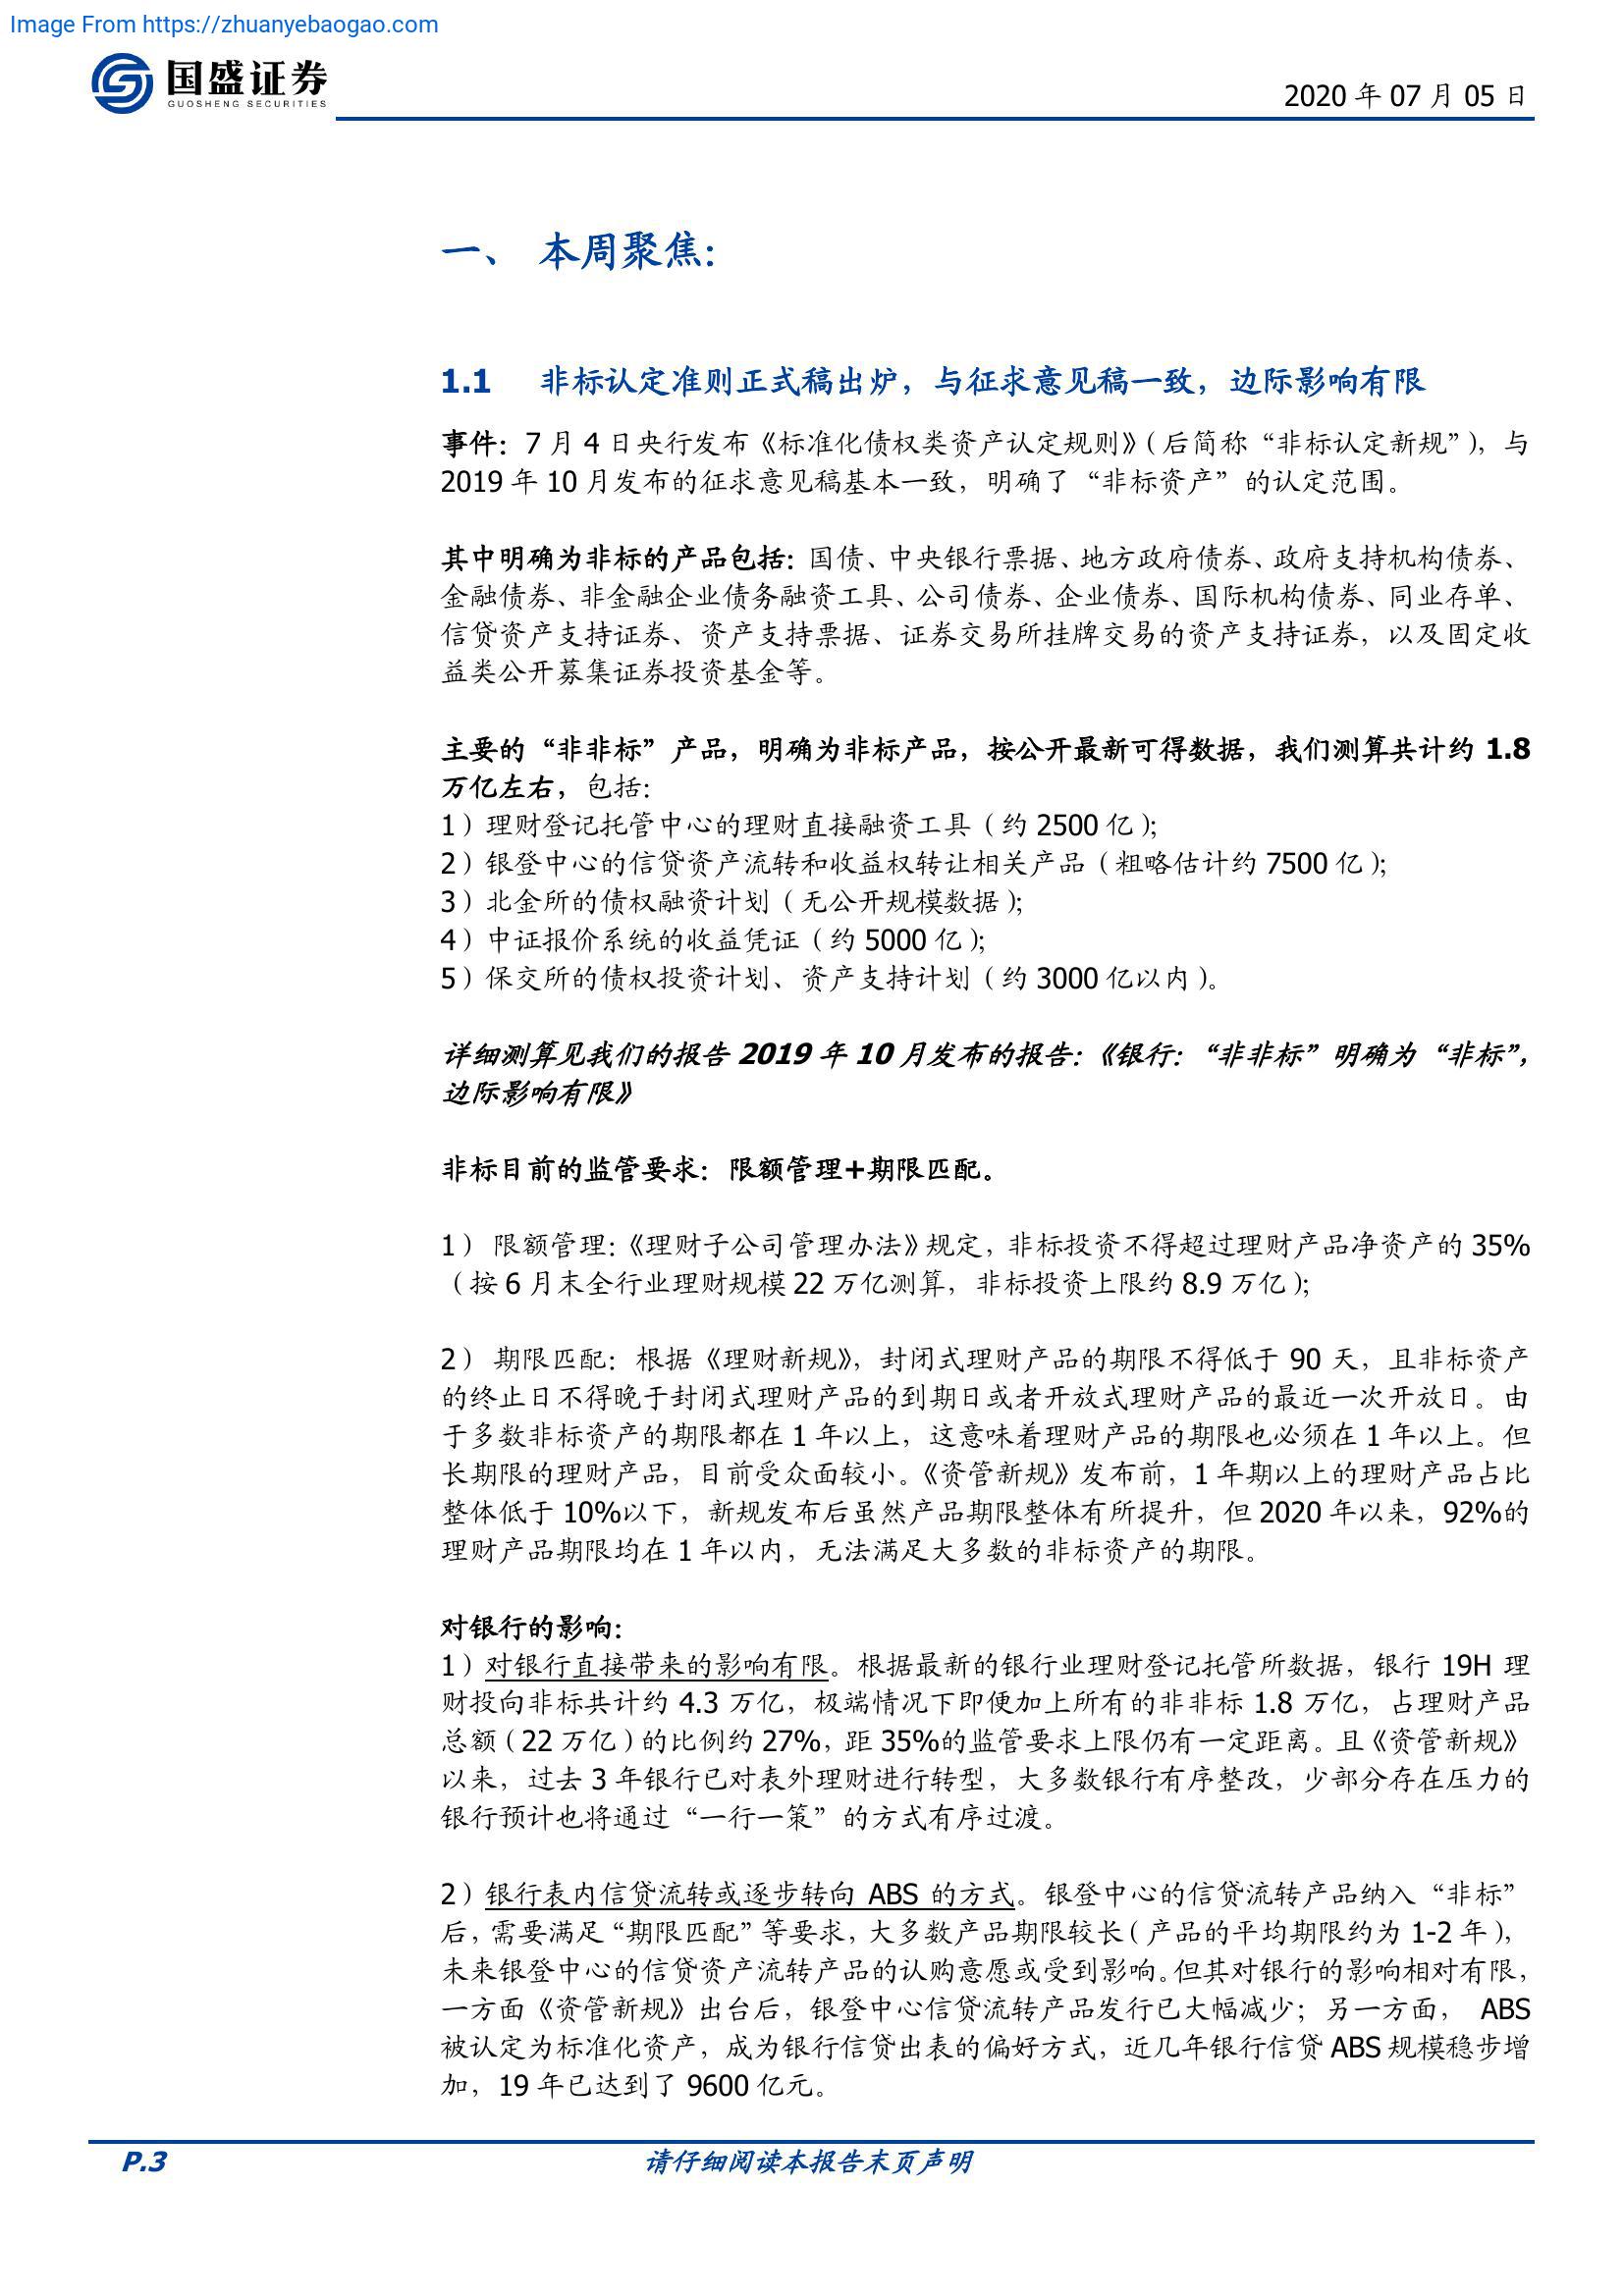 Image From https://zhuanyebaogao.com
国盛证券
GUOSHENG SECURITIES
2020 年 07 月 05 日
一、 本周聚焦：
1.1 非标认定准则正式稿出炉，与征求意见稿一致，边际影响有限
事件：7 月 4 日央行发布《标准化债权类资产认定规则》（后简称“非标认定新规”），与
2019 年 10 月发布的征求意见稿基本一致，明确了“非标资产”的认定范围。
其中明确为非标的产品包括：国债、中央银行票据、地方政府债券、政府支持机构债券、
金融债券、非金融企业债务融资工具、公司债券、企业债券、国际机构债券、同业存单、
信贷资产支持证券、资产支持票据、证券交易所挂牌交易的资产支持证券，以及固定收
益类公开募集证券投资基金等。
主要的“非非标”产品，明确为非标产品，按公开最新可得数据，我们测算共计约 1.8
万亿左右，包括：
1）理财登记托管中心的理财直接融资工具（约 2500 亿）；
2）银登中心的信贷资产流转和收益权转让相关产品（粗略估计约 7500 亿）；
3）北金所的债权融资计划（无公开规模数据）；
4）中证报价系统的收益凭证（约 5000 亿）；
5）保交所的债权投资计划、资产支持计划（约 3000 亿以内）。
详细测算见我们的报告 2019 年 10 月发布的报告：《银行：“非非标”明确为“非标”，
边际影响有限》
非标目前的监管要求：限额管理+期限匹配。
1） 限额管理：《理财子公司管理办法》规定，非标投资不得超过理财产品净资产的 35%
（按 6 月末全行业理财规模 22 万亿测算，非标投资上限约 8.9 万亿）；
2） 期限匹配：根据《理财新规》，封闭式理财产品的期限不得低于 90 天，且非标资产
的终止日不得晚于封闭式理财产品的到期日或者开放式理财产品的最近一次开放日。由
于多数非标资产的期限都在 1 年以上，这意味着理财产品的期限也必须在 1 年以上。但
长期限的理财产品，目前受众面较小。《资管新规》发布前，1 年期以上的理财产品占比
整体低于 10%以下，新规发布后虽然产品期限整体有所提升，但 2020 年以来，92%的
理财产品期限均在 1 年以内，无法满足大多数的非标资产的期限。
对银行的影响：
1）对银行直接带来的影响有限。根据最新的银行业理财登记托管所数据，银行 19H 理
财投向非标共计约 4.3 万亿，极端情况下即便加上所有的非非标 1.8 万亿，占理财产品
总额（22 万亿）的比例约 27%，距 35%的监管要求上限仍有一定距离。且《资管新规》
以来，过去 3 年银行已对表外理财进行转型，大多数银行有序整改，少部分存在压力的
银行预计也将通过“一行一策”的方式有序过渡。
2）银行表内信贷流转或逐步转向 ABS 的方式。银登中心的信贷流转产品纳入“非标”
后，需要满足“期限匹配”等要求，大多数产品期限较长（产品的平均期限约为 1-2 年），
未来银登中心的信贷资产流转产品的认购意愿或受到影响。但其对银行的影响相对有限，
一方面《资管新规》出台后，银登中心信贷流转产品发行已大幅减少；另一方面， ABS
被认定为标准化资产，成为银行信贷出表的偏好方式，近几年银行信贷 ABS 规模稳步增
加，19 年已达到了 9600 亿元。
P.3 请仔细阅读本报告末页声明